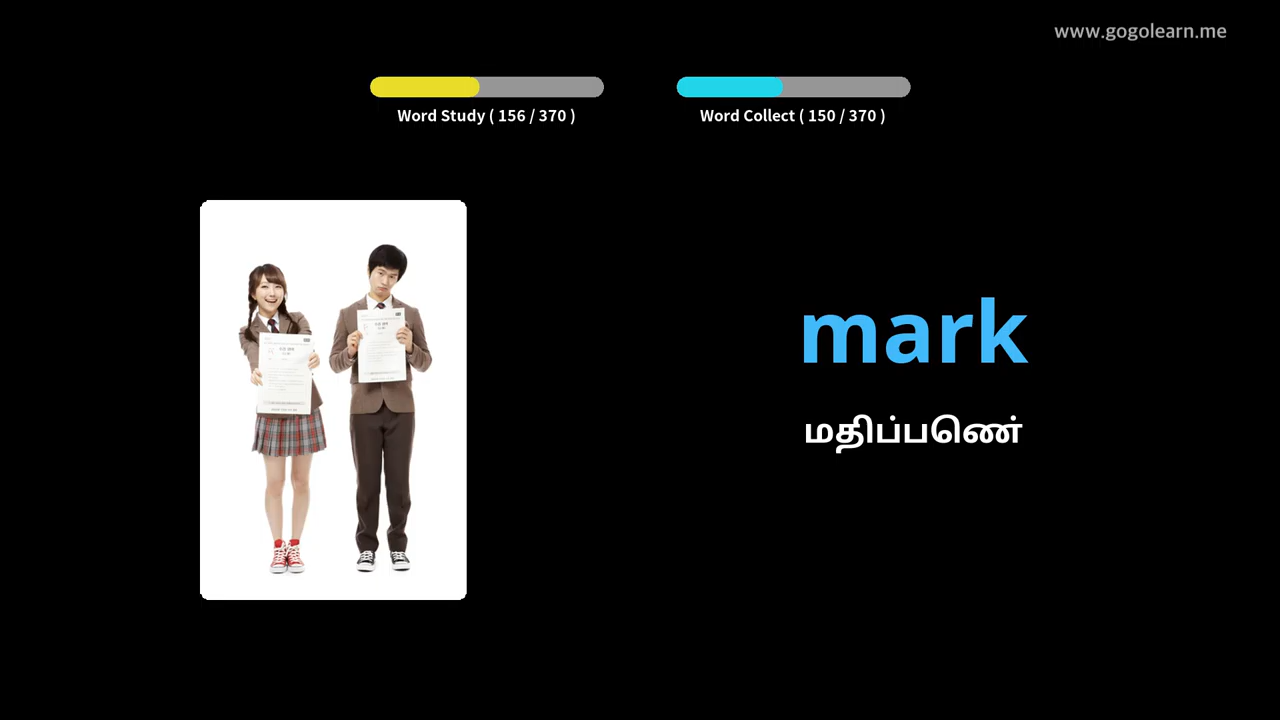 www.gogolearn.me
Word Study ( 156 / 370 )
Word Collect ( 150 / 370 )
mark
மதிப்பெண்